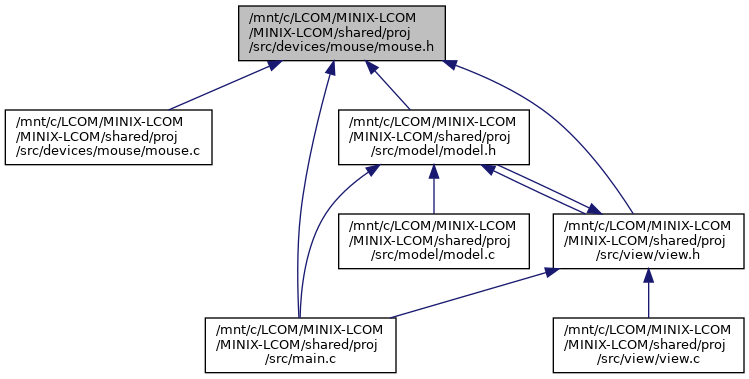 /mnt/c/LCOM/MINIX-LCOM
/MINIX-LCOM/shared/proj
/src/devices/mouse/mouse.h
/mnt/c/LCOM/MINIX-LCOM
/MINIX-LCOM/shared/proj
/src/devices/mouse/mouse.c
/mnt/c/LCOM/MINIX-LCOM
/MINIX-LCOM/shared/proj
/src/model/model.h
/mnt/c/LCOM/MINIX-LCOM
/MINIX-LCOM/shared/proj
/src/model/model.c
/mnt/c/LCOM/MINIX-LCOM
/MINIX-LCOM/shared/proj
/src/view/view.h
/mnt/c/LCOM/MINIX-LCOM
/MINIX-LCOM/shared/proj
/src/main.c
/mnt/c/LCOM/MINIX-LCOM
/MINIX-LCOM/shared/proj
/src/view/view.c